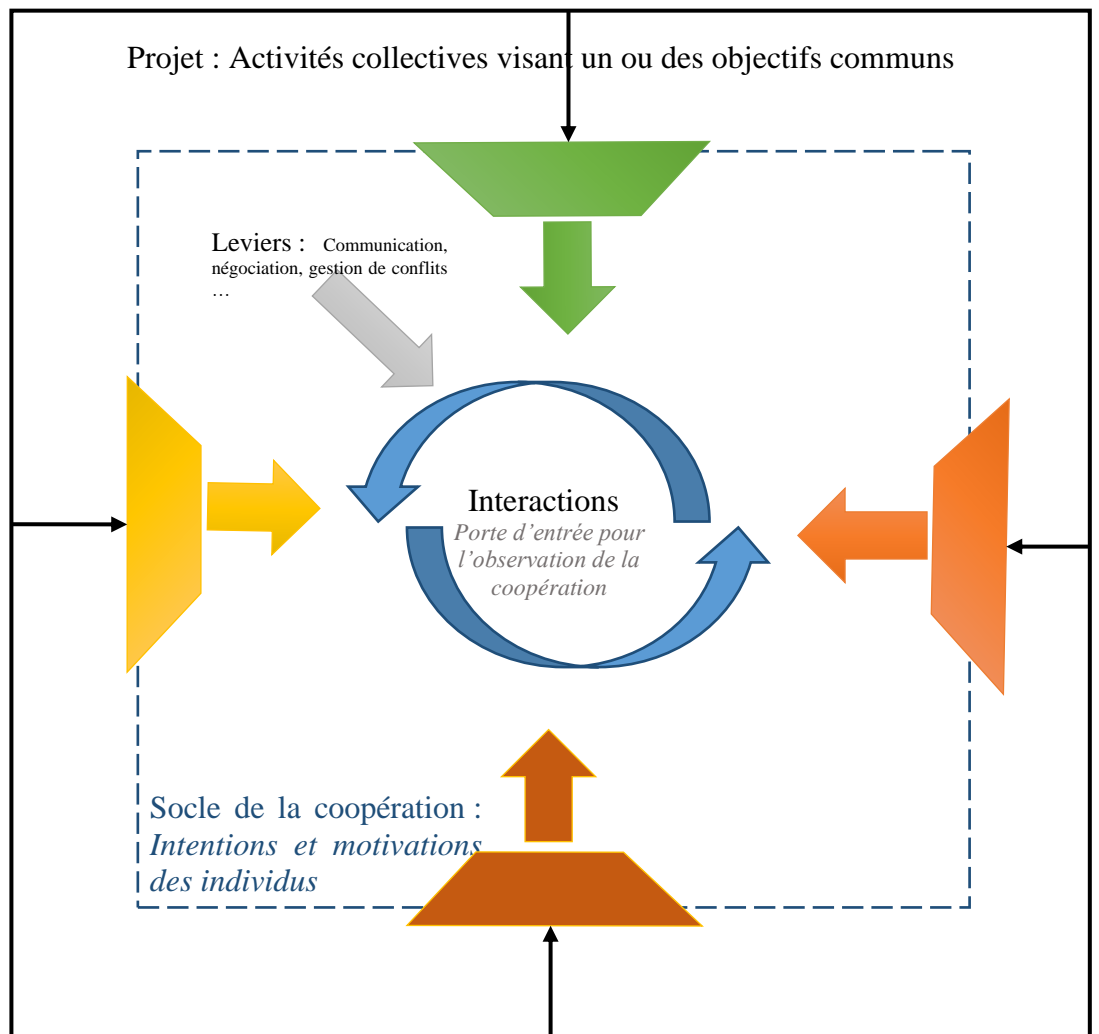 Projet : Activités collectives visant un ou des objectifs communs
Leviers : Communication,
négociation, gestion de conflits
…
Interactions
Porte d’entrée pour
l’observation de la
coopération
Socle de la coopération :
Intentions et motivations
des individus